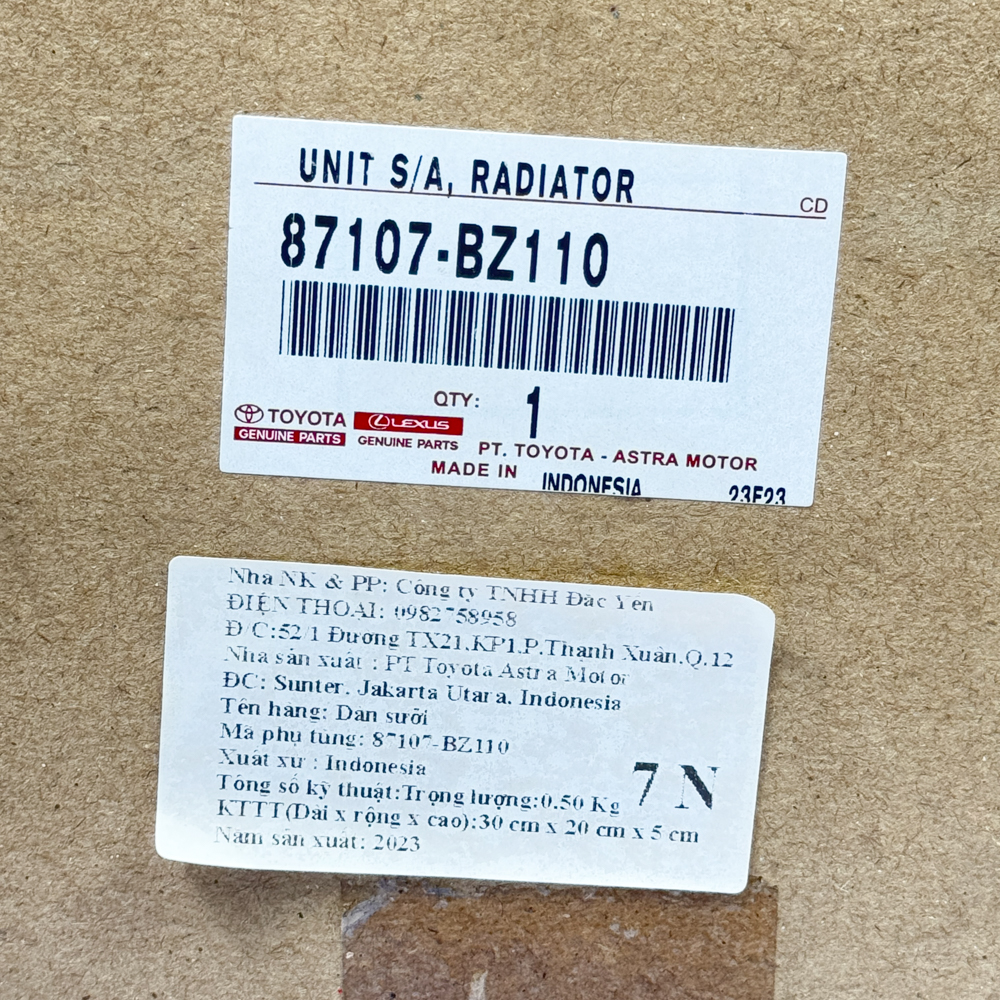 UNIT S/A, RADIATOR
CD
87107-BZ110
QTY: 1
TOYOTA
GENUINE PARTS
LEXUS
GENUINE PARTS
PT. TOYOTA - ASTRA MOTOR
MADE IN INDONESIA 23F23
Nhà NK & PP: Công ty TNHH Đắc Yến
ĐIỆN THOẠI: 0982758958
Đ/C:52/1 Đường TX21,KP1,P.Thạnh Xuân,Q.12
Nhà sản xuất : PT Toyota Astra Motor
ĐC: Sunter, Jakarta Utara, Indonesia
Tên hàng: Dàn sưởi
Mã phụ tùng: 87107-BZ110
Xuất xứ : Indonesia
7 N
Tông số kỹ thuật:Trọng lượng:0.50 Kg
KTTT(Dài x rộng x cao):30 cm x 20 cm x 5 cm
Năm sản xuất: 2023